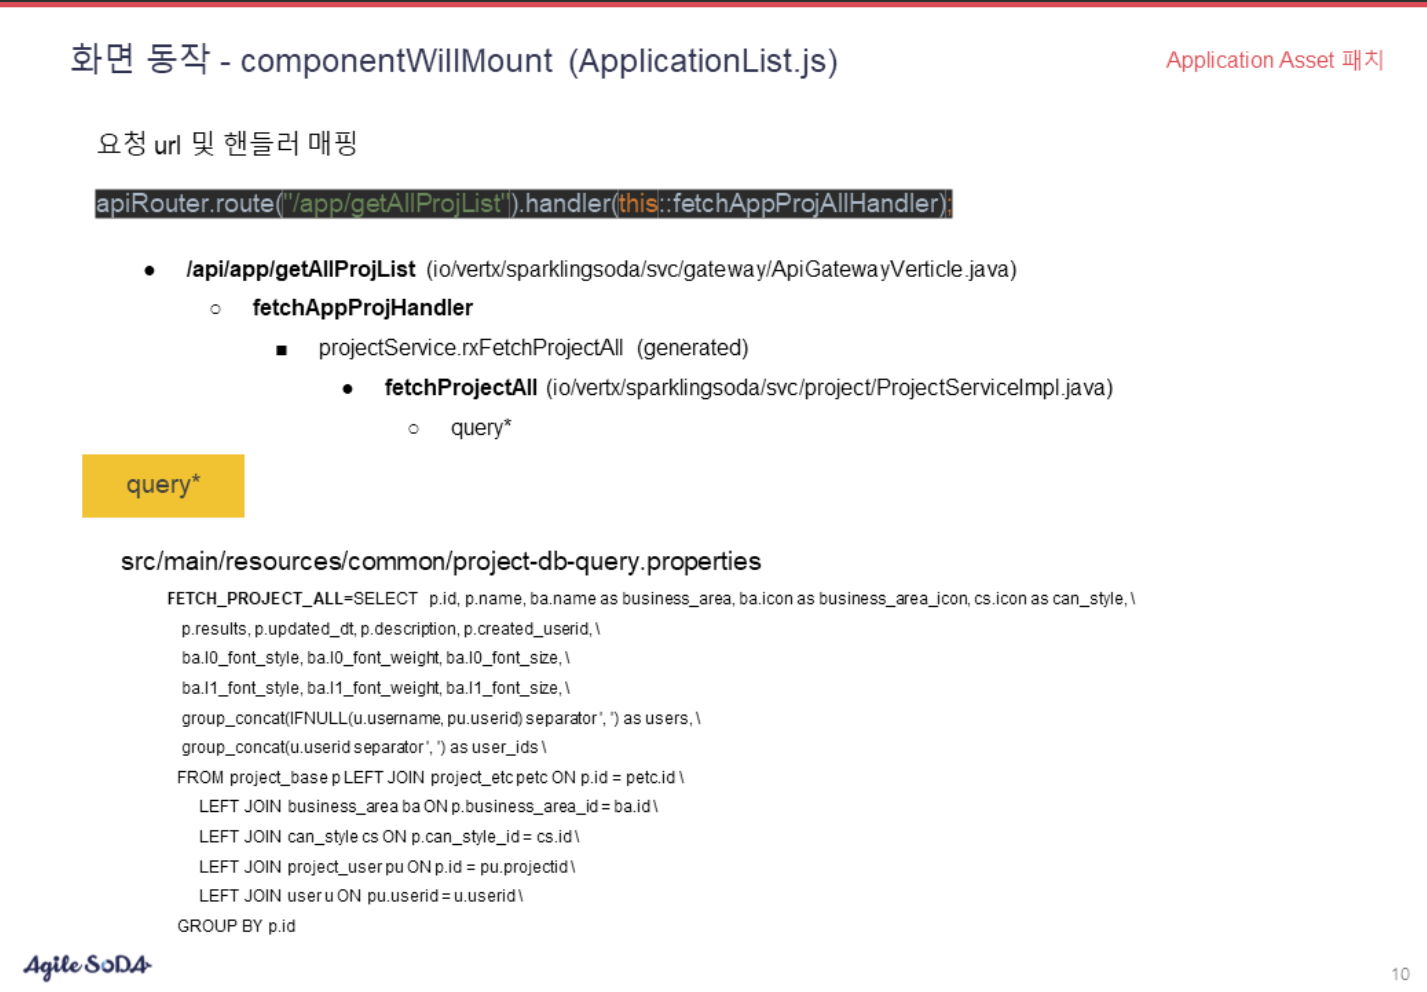 화면 동작 - componentWillMount (ApplicationList.js)
Application Asset 패치
요청 url 및 핸들러 매핑
apiRouter.route("/app/getAllProjList").handler(this::fetchAppProjAllHandler);
● /api/app/getAllProjList (io/vertx/sparklingsoda/svc/gateway/ApiGatewayVerticle.java)
○ fetchAppProjHandler
■ projectService.rxFetchProjectAll (generated)
● fetchProjectAll (io/vertx/sparklingsoda/svc/project/ProjectServiceImpl.java)
○ query*
query*
src/main/resources/common/project-db-query.properties
FETCH_PROJECT_ALL=SELECT p.id, p.name, ba.name as business_area, ba.icon as business_area_icon, cs.icon as can_style, \
p.results, p.updated_dt, p.description, p.created_userid, \
ba.l0_font_style, ba.l0_font_weight, ba.l0_font_size, \
ba.l1_font_style, ba.l1_font_weight, ba.l1_font_size, \
group_concat(IFNULL(u.username, pu.userid) separator ', ') as users, \
group_concat(u.userid separator ', ') as user_ids \
FROM project_base p LEFT JOIN project_etc petc ON p.id = petc.id \
LEFT JOIN business_area ba ON p.business_area_id = ba.id \
LEFT JOIN can_style cs ON p.can_style_id = cs.id \
LEFT JOIN project_user pu ON p.id = pu.projectid \
LEFT JOIN user u ON pu.userid = u.userid \
GROUP BY p.id
Agile SoDA
10